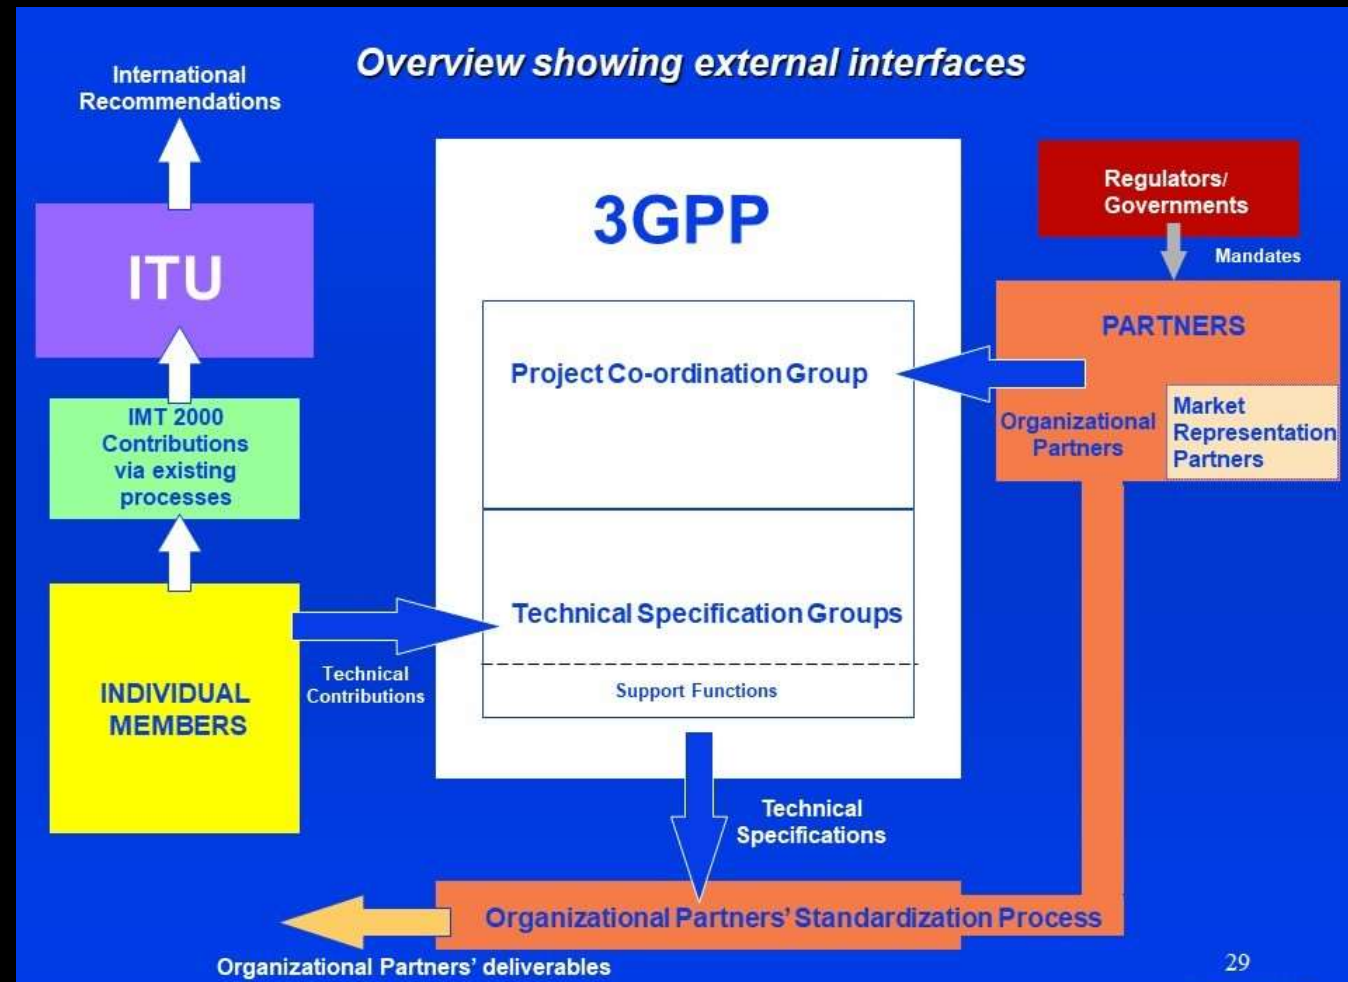 Overview showing external interfaces
International
Recommendations
ITU
IMT 2000
Contributions
via existing
processes
INDIVIDUAL
MEMBERS
Technical
Contributions
3GPP
Project Co-ordination Group
Technical Specification Groups
Support Functions
Technical
Specifications
Regulators/
Governments
Mandates
PARTNERS
Organizational
Partners
Market
Representation
Partners
Organizational Partners' Standardization Process
Organizational Partners' deliverables
29